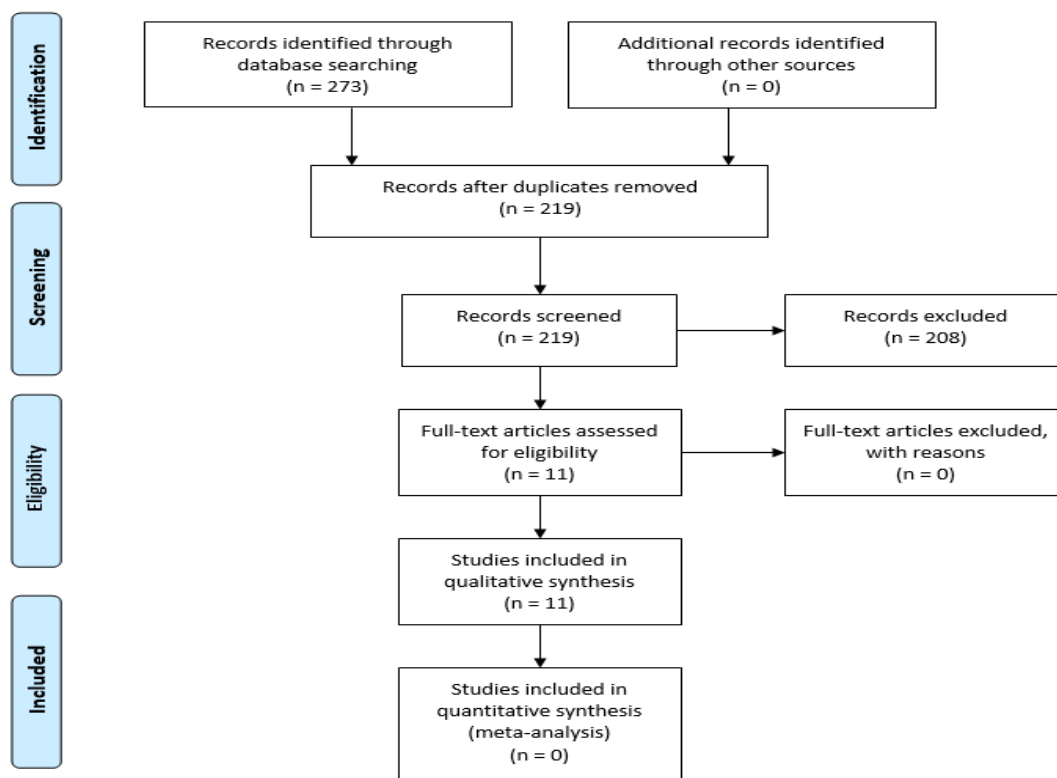 Identification
Records identified through
database searching
(n = 273)
Additional records identified
through other sources
(n = 0)
Records after duplicates removed
(n = 219)
Screening
Records screened
(n = 219)
Records excluded
(n = 208)
Eligibility
Full-text articles assessed
for eligibility
(n = 11)
Full-text articles excluded,
with reasons
(n = 0)
Studies included in
qualitative synthesis
(n = 11)
Included
Studies included in
quantitative synthesis
(meta-analysis)
(n = 0)